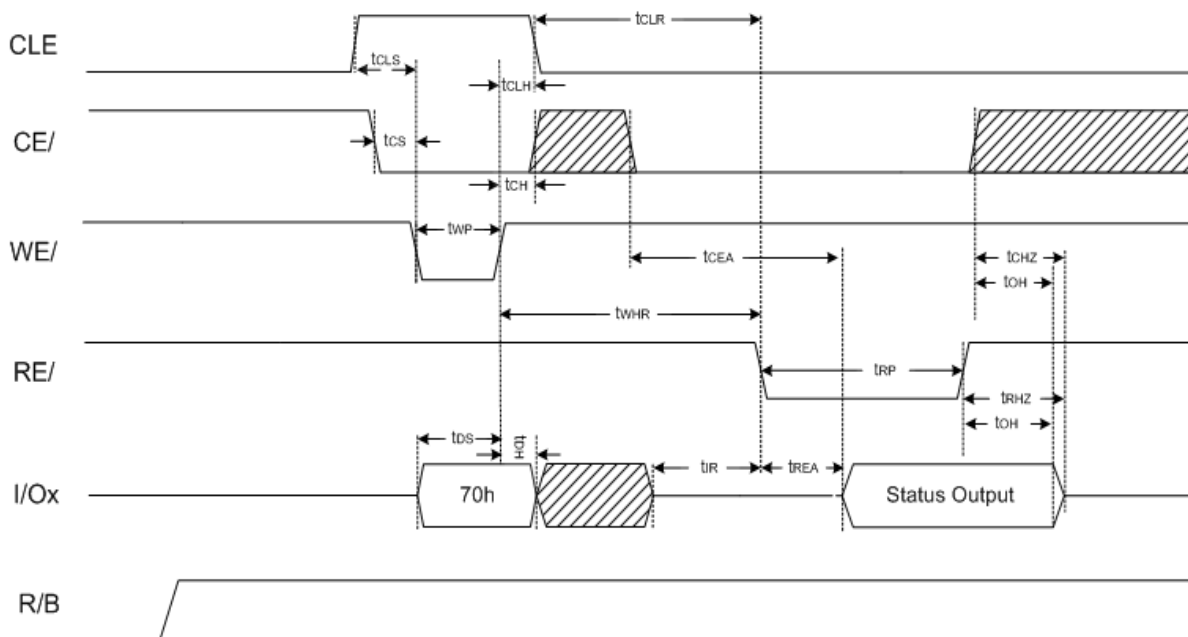 CLE
tCLR
tCLS
tCLH
CE/
tCS
tCH
WE/
tWP
tCEA
tCHZ
tOH
tWHR
RE/
tRP
tRHZ
tOH
tDS
tDH
tIR
tREA
I/Ox
70h
Status Output
R/B